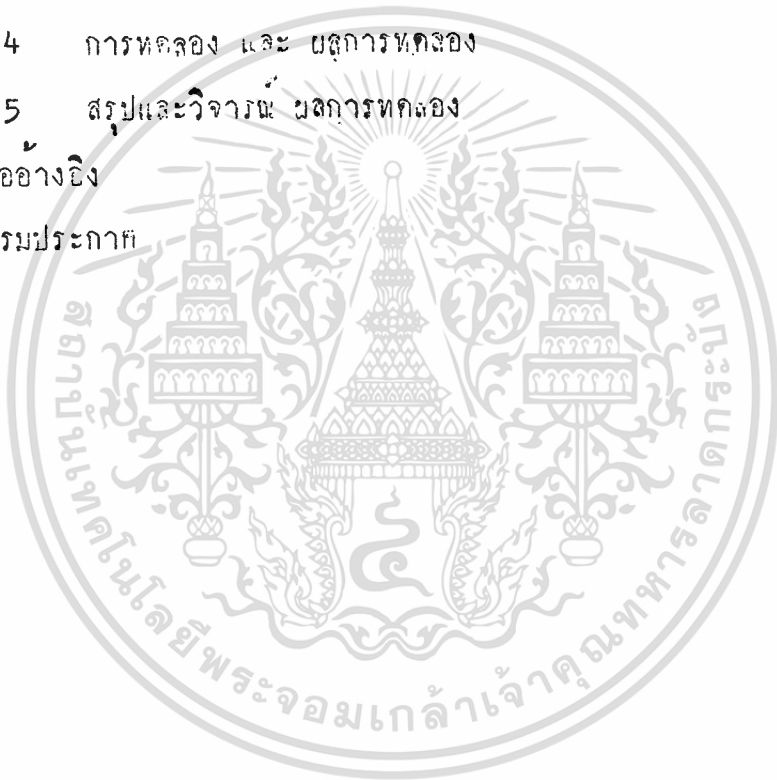 4 การทดลอง และ ผลการทดลอง
5 สรุปและวิจารณ์ ผลการทดลอง
ออ้างอิง
รมประกาศ
สถาบันเทคโนโลยีพระจอมเกล้าเจ้าคุณทหารลาดกระบัง